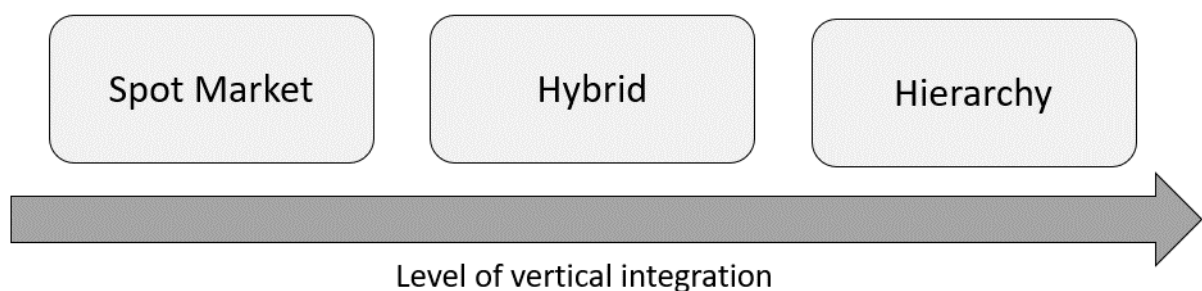 Spot Market
Hybrid
Hierarchy
Level of vertical integration